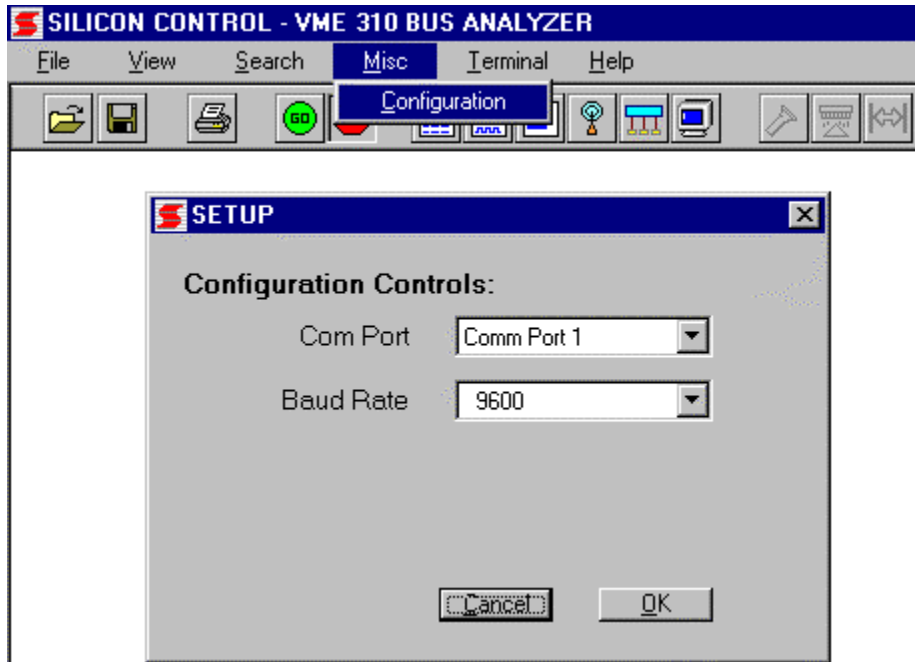 SILICON CONTROL - VME 310 BUS ANALYZER
File View Search Misc Terminal Help
Configuration
GO
SETUP
Configuration Controls:
Com Port Comm Port 1
Baud Rate 9600
Cancel OK